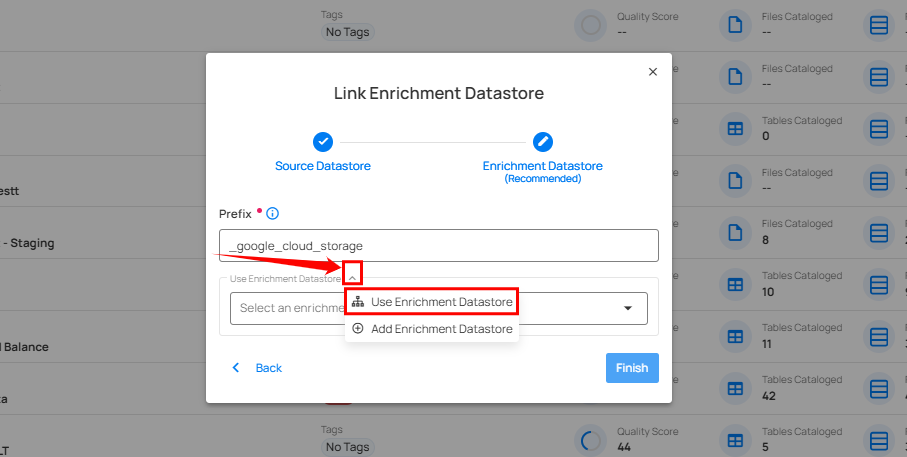 Tags
No Tags
Quality Score
--
Files Cataloged
--
Link Enrichment Datastore
Files Cataloged
--
Source Datastore
Enrichment Datastore
(Recommended)
Tables Cataloged
0
Files Cataloged
--
Prefix
_google_cloud_storage
- Staging
Files Cataloged
8
Use Enrichment Datastore
Select an enrichme
Use Enrichment Datastore
Add Enrichment Datastore
Tables Cataloged
10
Balance
Tables Cataloged
11
Back
Finish
Tables Cataloged
42
Tags
No Tags
Quality Score
44
Tables Cataloged
5